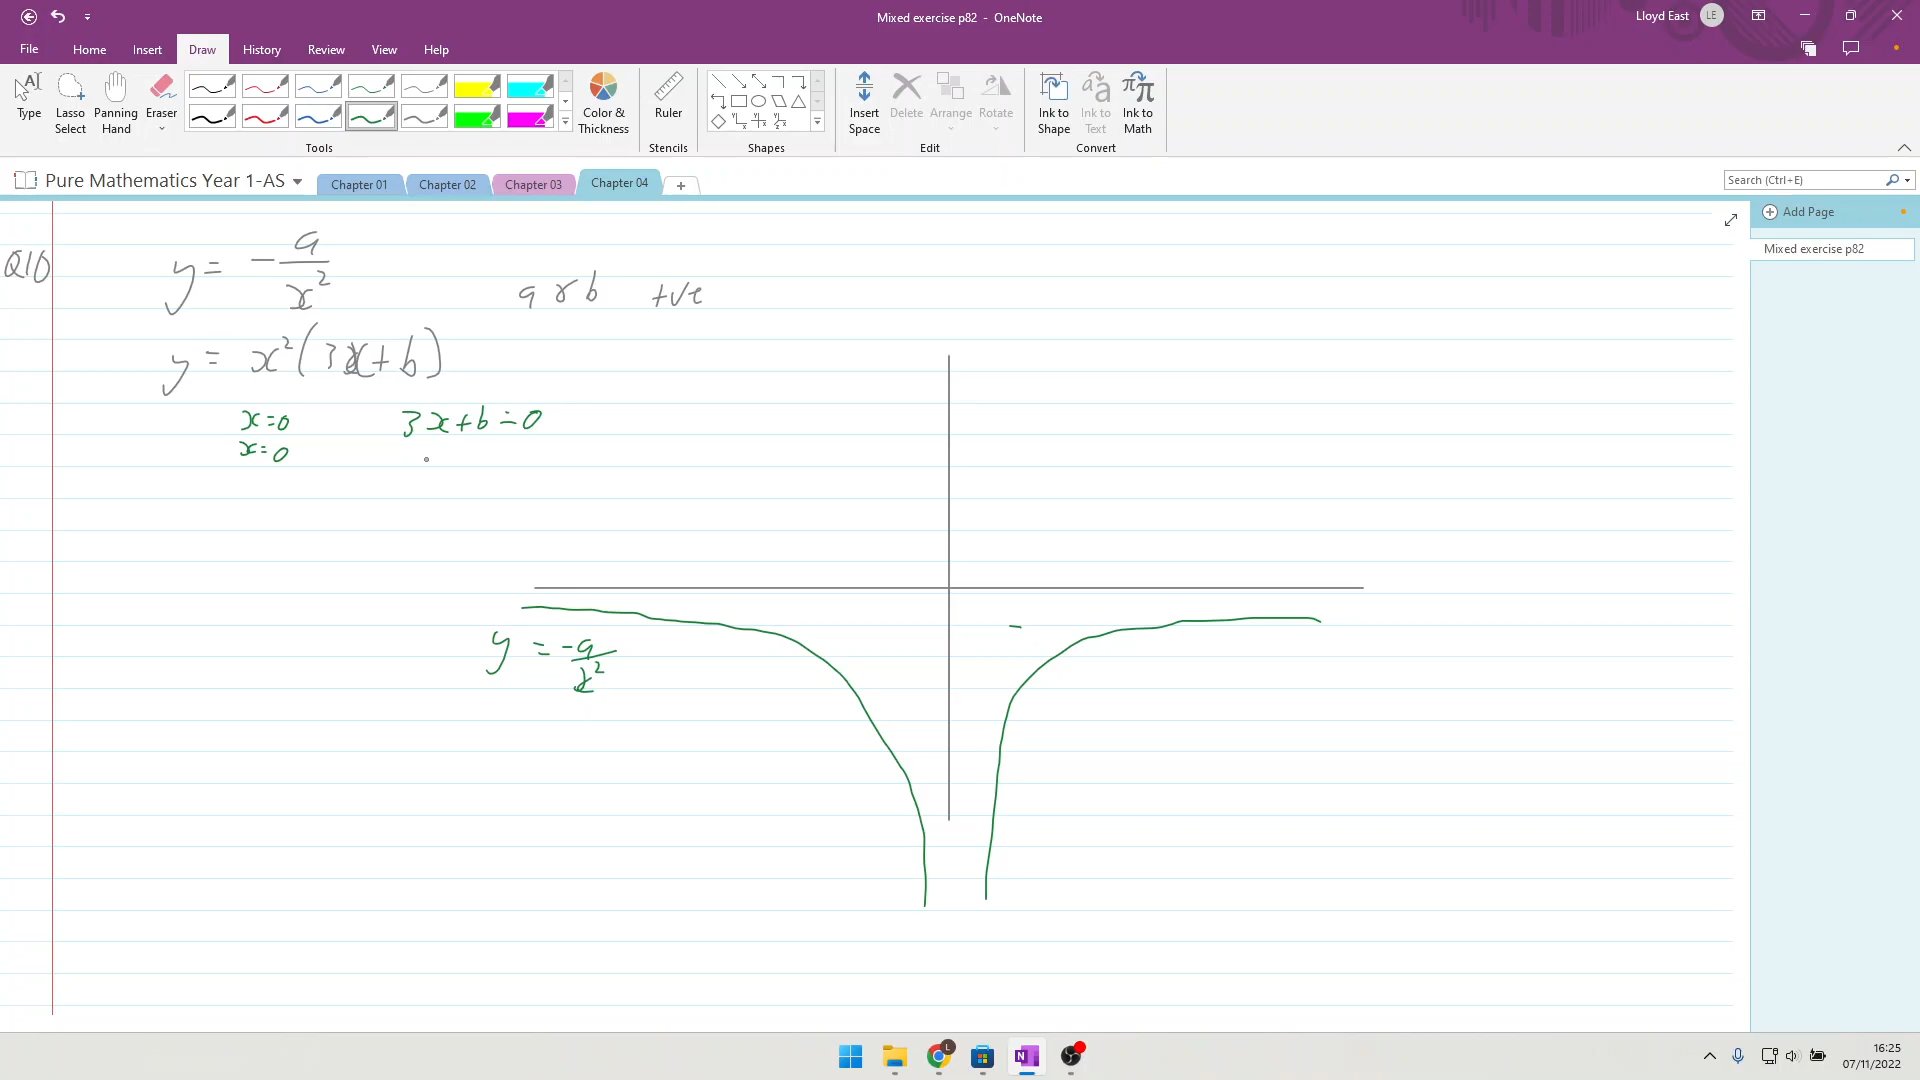 Mixed exercise p82 - OneNote
Lloyd East
LE
File Home Insert Draw History Review View Help
Type
Lasso Select
Panning Hand
Eraser
Color & Thickness
Ruler
Insert Space
Delete
Arrange
Rotate
Ink to Shape
Ink to Text
Ink to Math
Tools Stencils Shapes Edit Convert
Pure Mathematics Year 1-AS Chapter 01 Chapter 02 Chapter 03 Chapter 04
Search (Ctrl+E)
Add Page
Mixed exercise p82
Q10 y = -a/x²
a & b +ve
y = x²(3x+b)
x=0 3x+b=0
x=0
y = -a/x²
16:25
07/11/2022